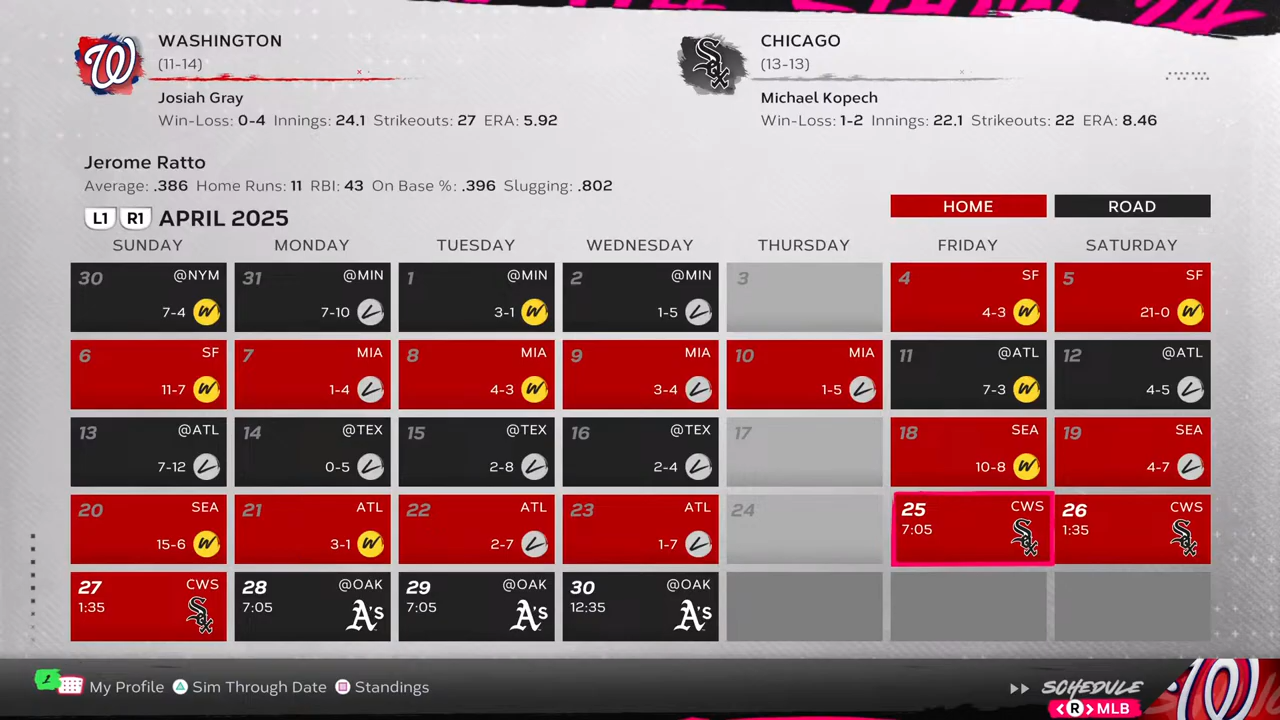 THE SHOW 24
WASHINGTON
(11-14)
Josiah Gray
Win-Loss: 0-4 Innings: 24.1 Strikeouts: 27 ERA: 5.92
CHICAGO
(13-13)
Michael Kopech
Win-Loss: 1-2 Innings: 22.1 Strikeouts: 22 ERA: 8.46
Jerome Ratto
Average: .386 Home Runs: 11 RBI: 43 On Base %: .396 Slugging: .802
L1 R1 APRIL 2025
HOME ROAD
SUNDAY MONDAY TUESDAY WEDNESDAY THURSDAY FRIDAY SATURDAY
30 @NYM 31 @MIN 1 @MIN 2 @MIN 3 4 SF 5 SF
7-4 W 7-10 L 3-1 W 1-5 L 4-3 W 21-0 W
6 SF 7 MIA 8 MIA 9 MIA 10 MIA 11 @ATL 12 @ATL
11-7 W 1-4 L 4-3 W 3-4 L 1-5 L 7-3 W 4-5 L
13 @ATL 14 @TEX 15 @TEX 16 @TEX 17 18 SEA 19 SEA
7-12 L 0-5 L 2-8 L 2-4 L 10-8 W 4-7 L
20 SEA 21 ATL 22 ATL 23 ATL 24 25 CWS 26 CWS
15-6 W 3-1 W 2-7 L 1-7 L 7:05 Sox 1:35 Sox
27 CWS 28 @OAK 29 @OAK 30 @OAK
1:35 Sox 7:05 A's 7:05 A's 12:35 A's
L My Profile Sim Through Date Standings
SCHEDULE
R MLB